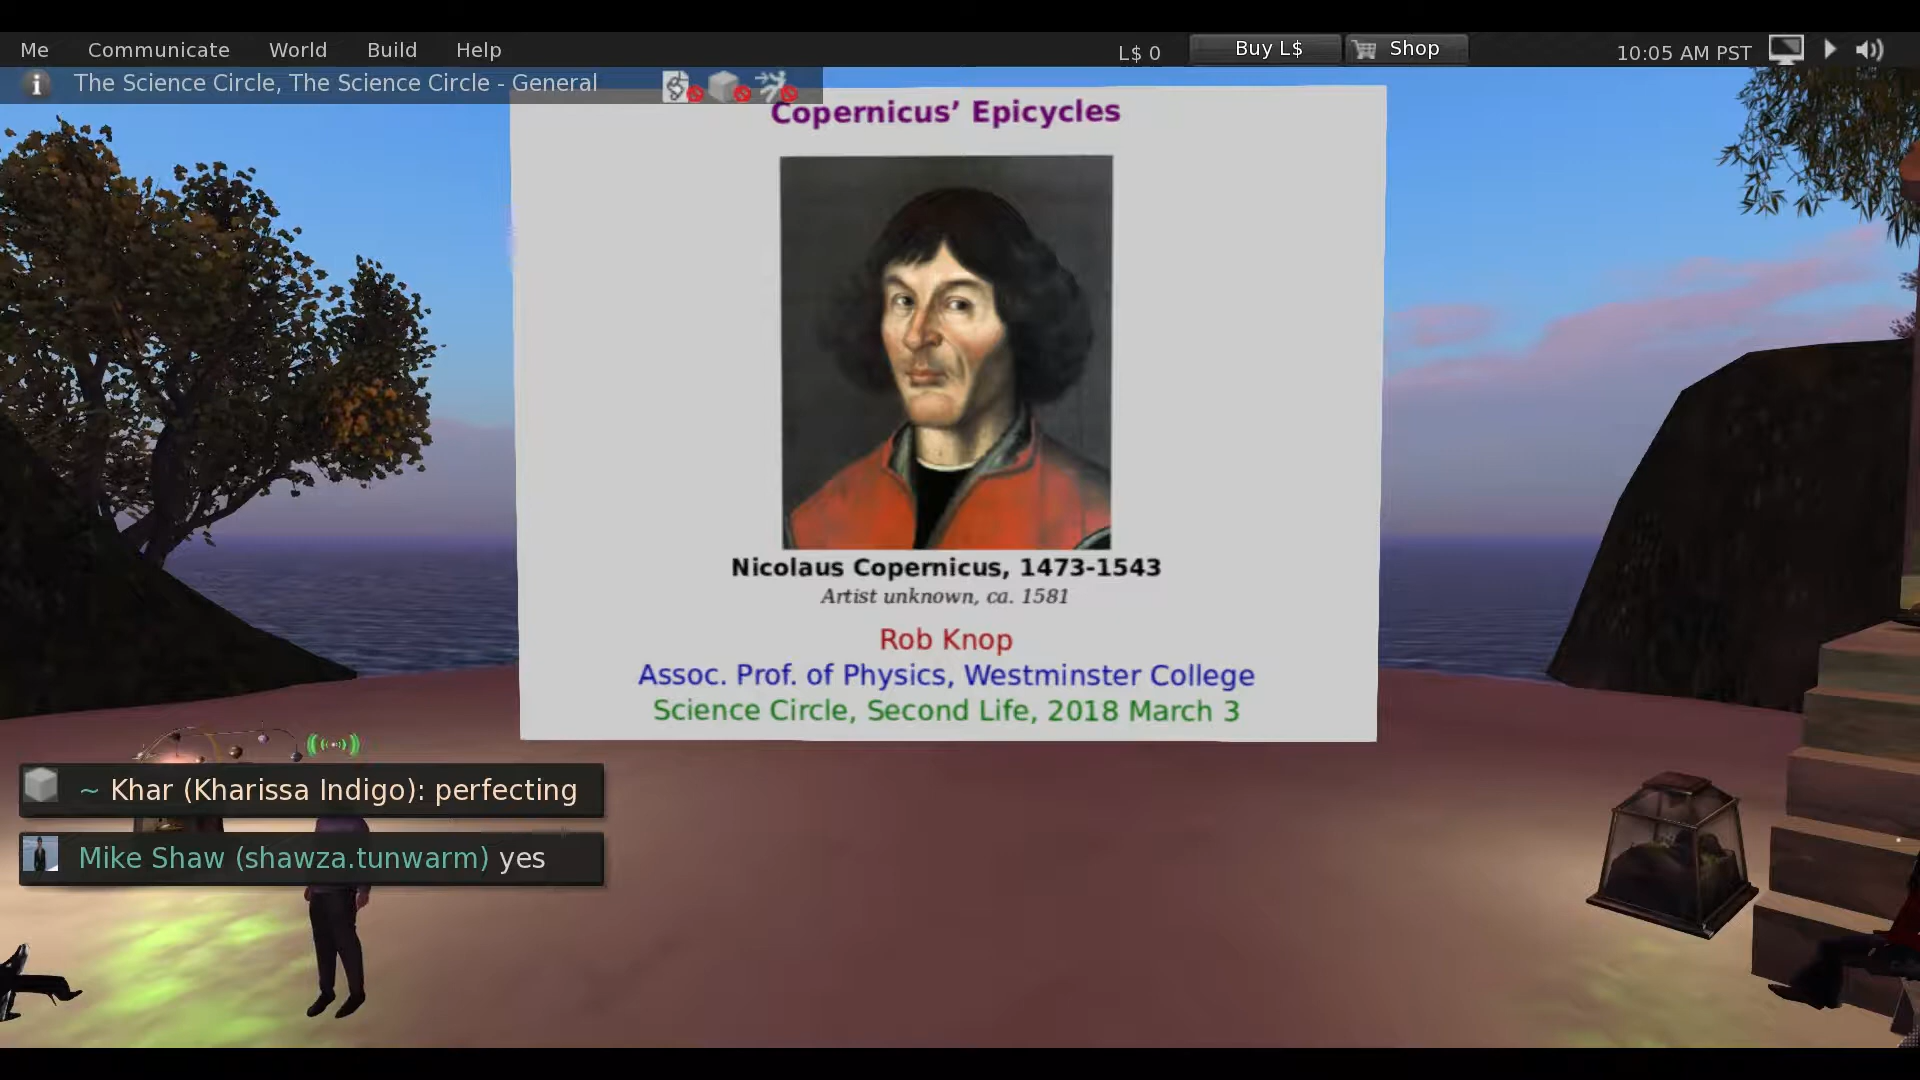 Me Communicate World Build Help L$ 0 Buy L$ Shop 10:05 AM PST
The Science Circle, The Science Circle - General
Copernicus’ Epicycles
Nicolaus Copernicus, 1473-1543
Artist unknown, ca. 1581
Rob Knop
Assoc. Prof. of Physics, Westminster College
Science Circle, Second Life, 2018 March 3
~ Khar (Kharissa Indigo): perfecting
Mike Shaw (shawza.tunwarm) yes